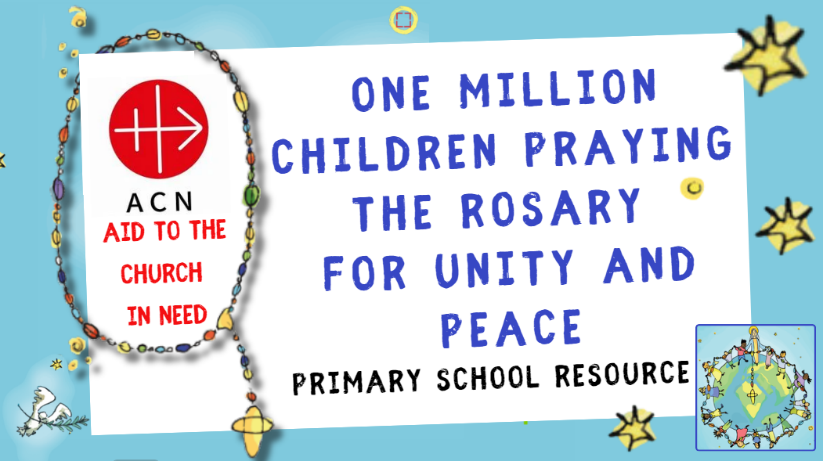 ACN
AID TO THE
CHURCH
IN NEED
ONE MILLION
CHILDREN PRAYING
THE ROSARY
FOR UNITY AND
PEACE
PRIMARY SCHOOL RESOURCE